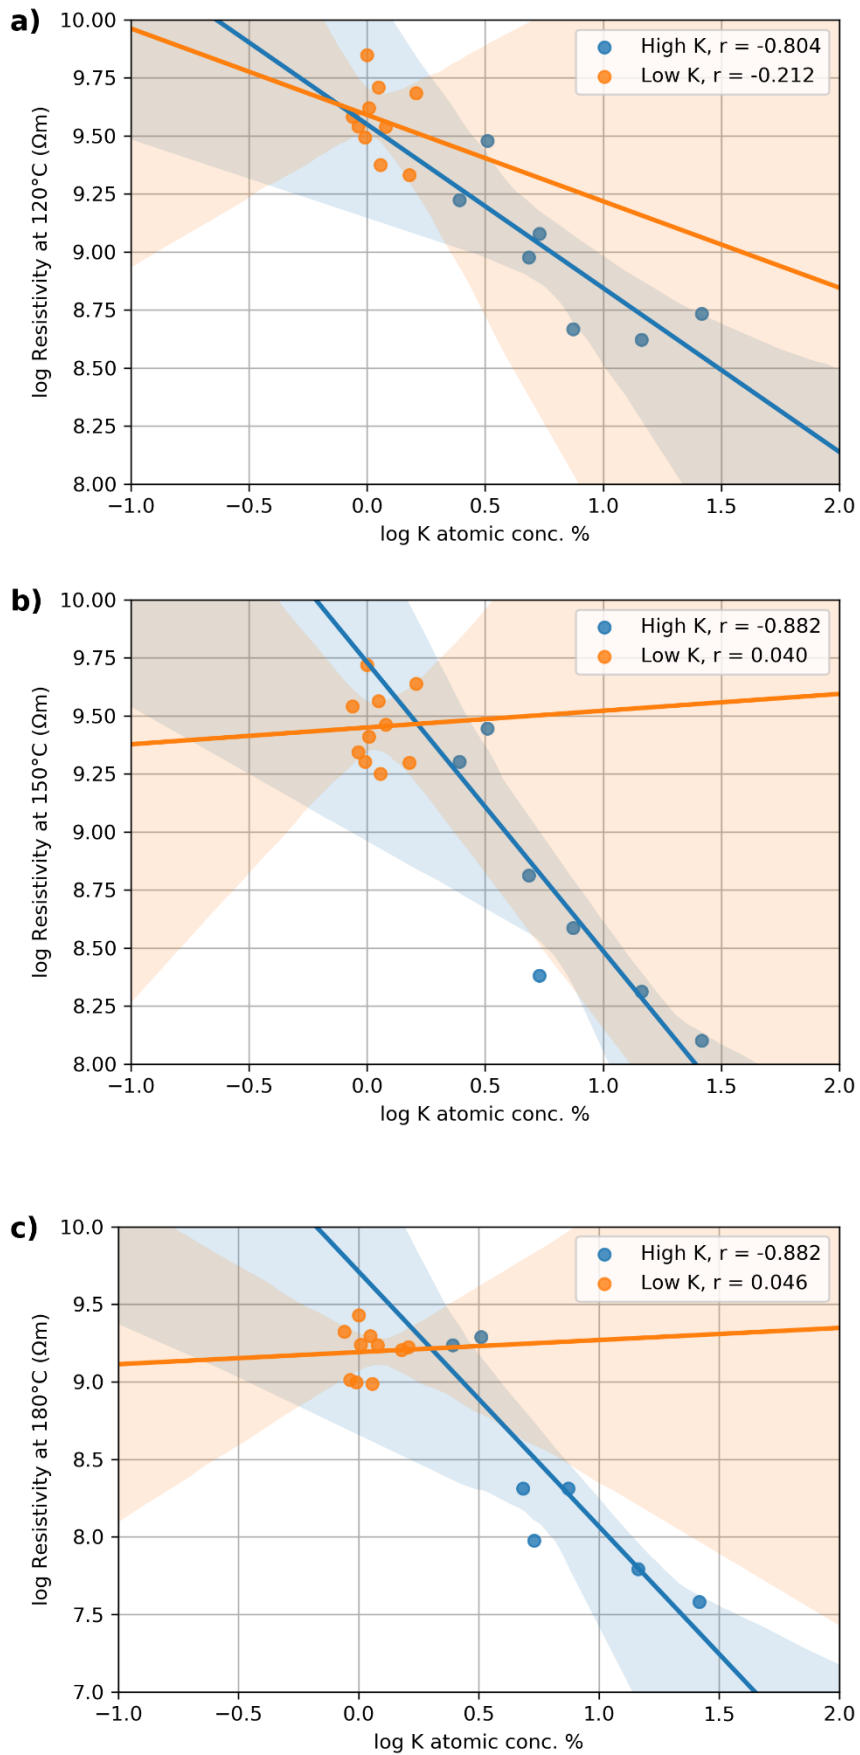 a)
High K, r = -0.804
Low K, r = -0.212
10.00
9.75
9.50
9.25
9.00
8.75
8.50
8.25
8.00
log Resistivity at 120°C (Ωm)
−1.0 −0.5 0.0 0.5 1.0 1.5 2.0
log K atomic conc. %
b)
High K, r = -0.882
Low K, r = 0.040
10.00
9.75
9.50
9.25
9.00
8.75
8.50
8.25
8.00
log Resistivity at 150°C (Ωm)
−1.0 −0.5 0.0 0.5 1.0 1.5 2.0
log K atomic conc. %
c)
High K, r = -0.882
Low K, r = 0.046
10.0
9.5
9.0
8.5
8.0
7.5
7.0
log Resistivity at 180°C (Ωm)
−1.0 −0.5 0.0 0.5 1.0 1.5 2.0
log K atomic conc. %